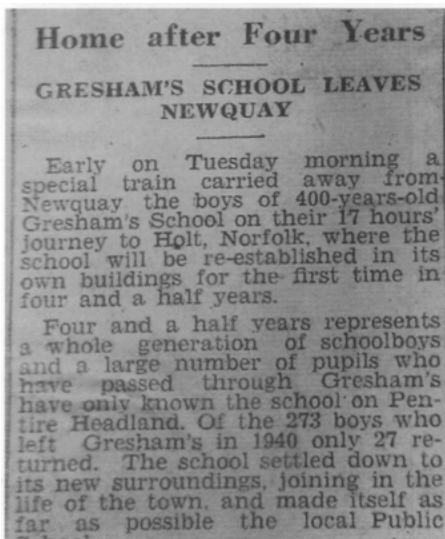 Home after Four Years
GRESHAM'S SCHOOL LEAVES
NEWQUAY
Early on Tuesday morning a
special train carried away from
Newquay the boys of 400-years-old
Gresham's School on their 17 hours'
journey to Holt, Norfolk, where the
school will be re-established in its
own buildings for the first time in
four and a half years.
Four and a half years represents
a whole generation of schoolboys
and a large number of pupils who
have passed through Gresham's
have only known the school on Pen-
tire Headland. Of the 273 boys who
left Gresham's in 1940 only 27 re-
turned. The school settled down to
its new surroundings, joining in the
life of the town, and made itself as
far as possible the local Public